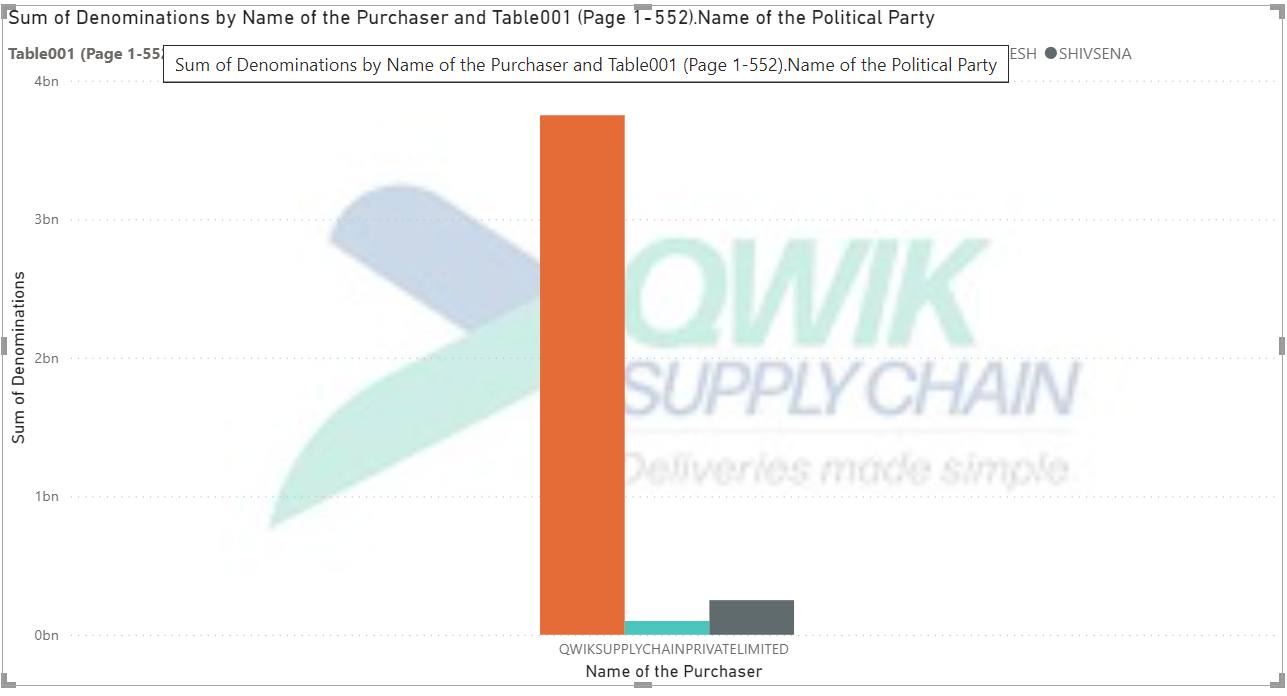 Sum of Denominations by Name of the Purchaser and Table001 (Page 1-552).Name of the Political Party
Table001 (Page 1-55
Sum of Denominations by Name of the Purchaser and Table001 (Page 1-552).Name of the Political Party
ESH SHIVSENA
4bn
3bn
2bn
1bn
0bn
Sum of Denominations
QWIK
SUPPLY CHAIN
Deliveries made simple
QWIKSUPPLYCHAINPRIVATELIMITED
Name of the Purchaser